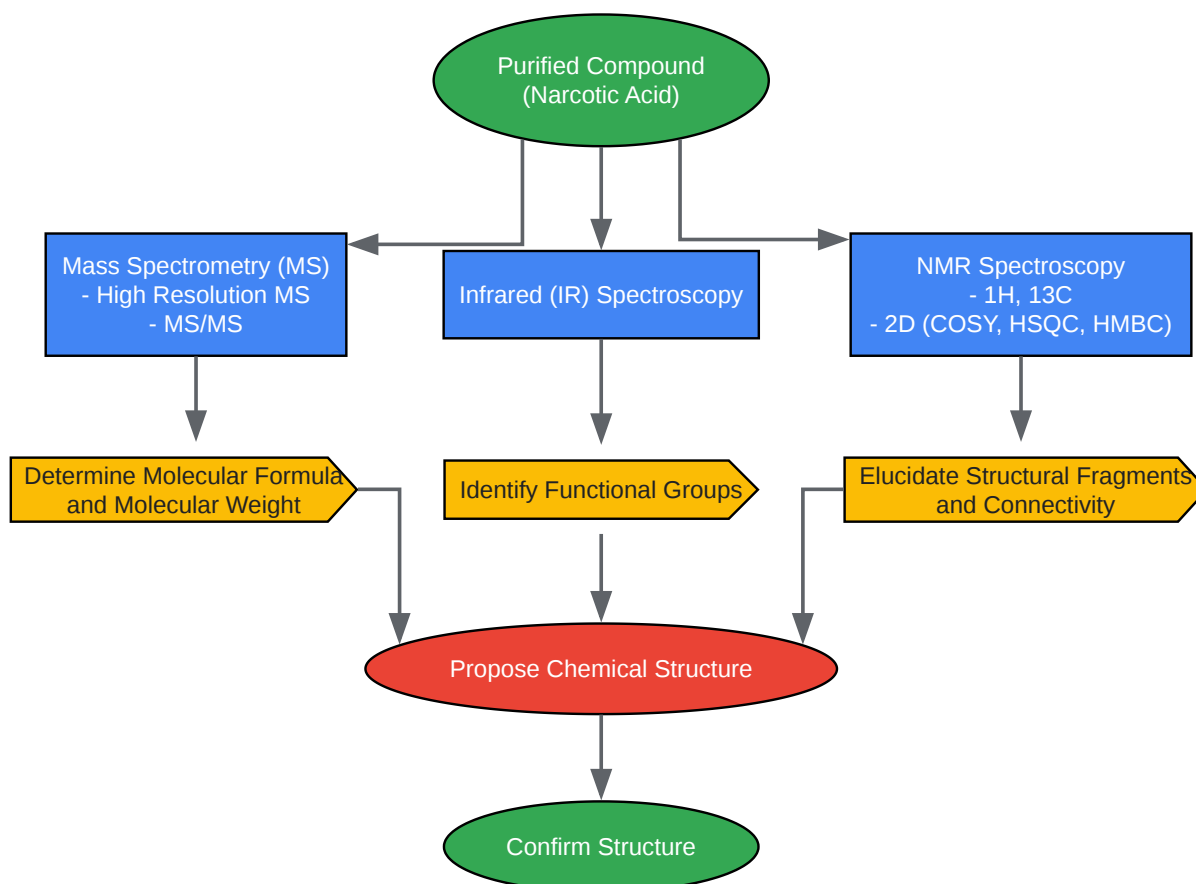 Purified Compound
(Narcotic Acid)
Mass Spectrometry (MS)
- High Resolution MS
- MS/MS
Infrared (IR) Spectroscopy
NMR Spectroscopy
- 1H, 13C
- 2D (COSY, HSQC, HMBC)
Determine Molecular Formula
and Molecular Weight
Identify Functional Groups
Elucidate Structural Fragments
and Connectivity
Propose Chemical Structure
Confirm Structure